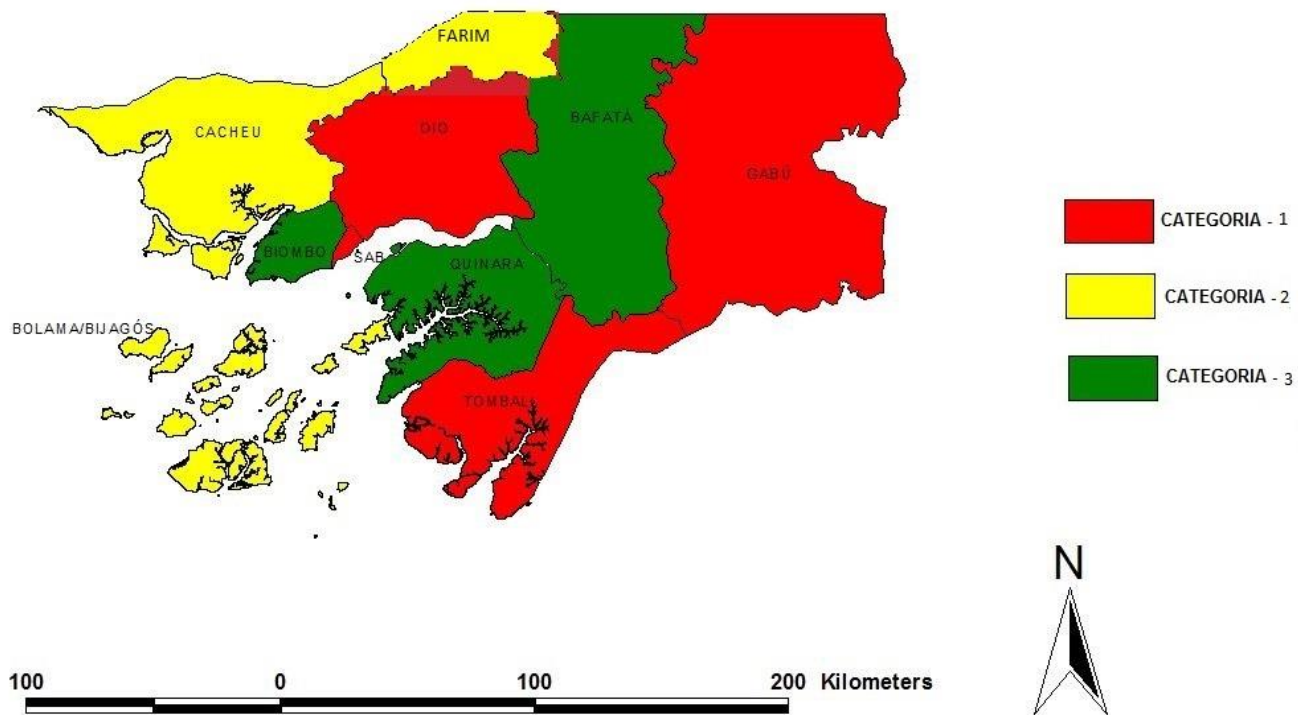 FARIM
CACHEU
OIO
BAFATÁ
GABÚ
BIOMBO
SAB
QUINARA
BOLAMA/BIJAGÓS
TOMBALI
CATEGORIA - 1
CATEGORIA - 2
CATEGORIA - 3
N
100 0 100 200 Kilometers